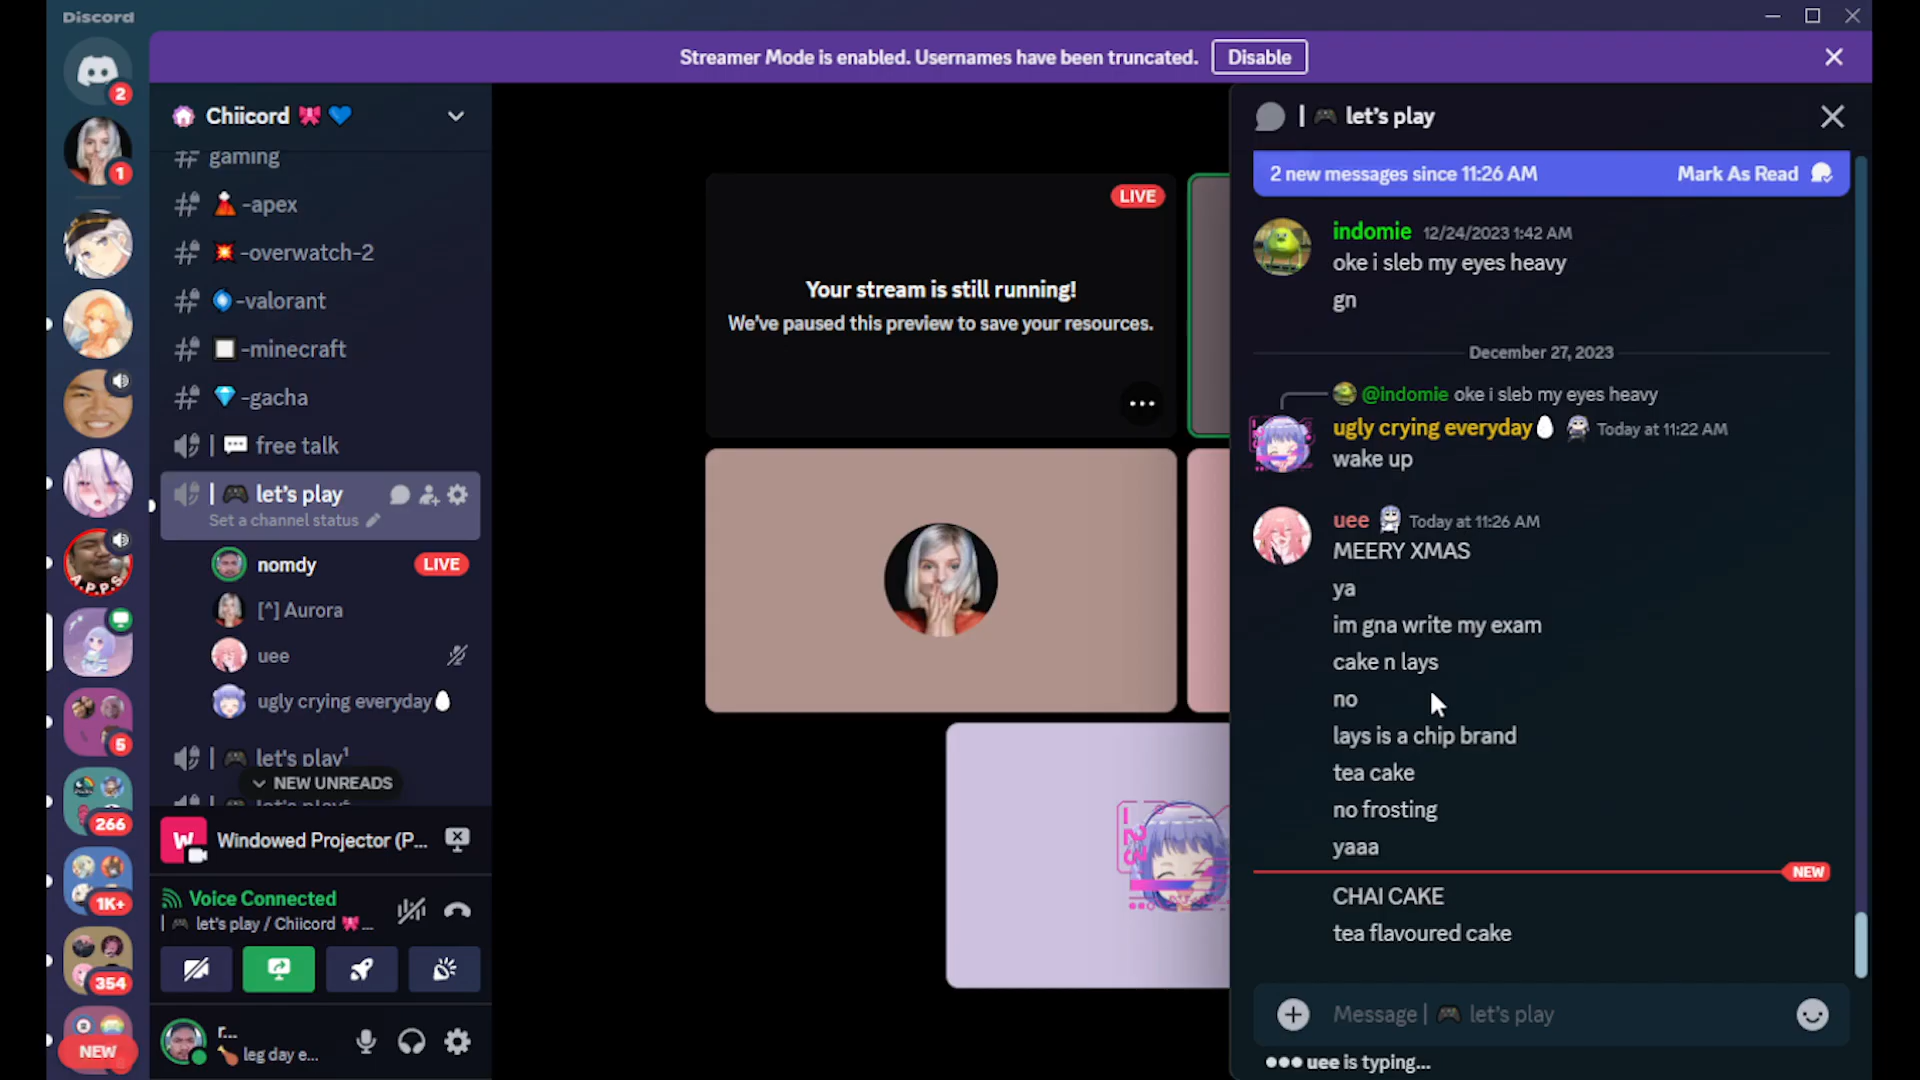 Discord
Streamer Mode is enabled. Usernames have been truncated. Disable
2
1
5
266
1K+
354
NEW
A.P.P.S
Chiicord
gaming
-apex
-overwatch-2
-valorant
-minecraft
-gacha
| free talk
| let's play
Set a channel status
nomdy LIVE
[^] Aurora
uee
ugly crying everyday
| let's play¹
NEW UNREADS
W Windowed Projector (P...
Voice Connected
| let's play / Chiicord ...
r...
leg day e...
LIVE
Your stream is still running!
We've paused this preview to save your resources.
| let's play
2 new messages since 11:26 AM Mark As Read
indomie 12/24/2023 1:42 AM
oke i sleb my eyes heavy
gn
December 27, 2023
@indomie oke i sleb my eyes heavy
ugly crying everyday Today at 11:22 AM
wake up
uee Today at 11:26 AM
MEERY XMAS
ya
im gna write my exam
cake n lays
no
lays is a chip brand
tea cake
no frosting
yaaa
NEW
CHAI CAKE
tea flavoured cake
Message | let's play
uee is typing...